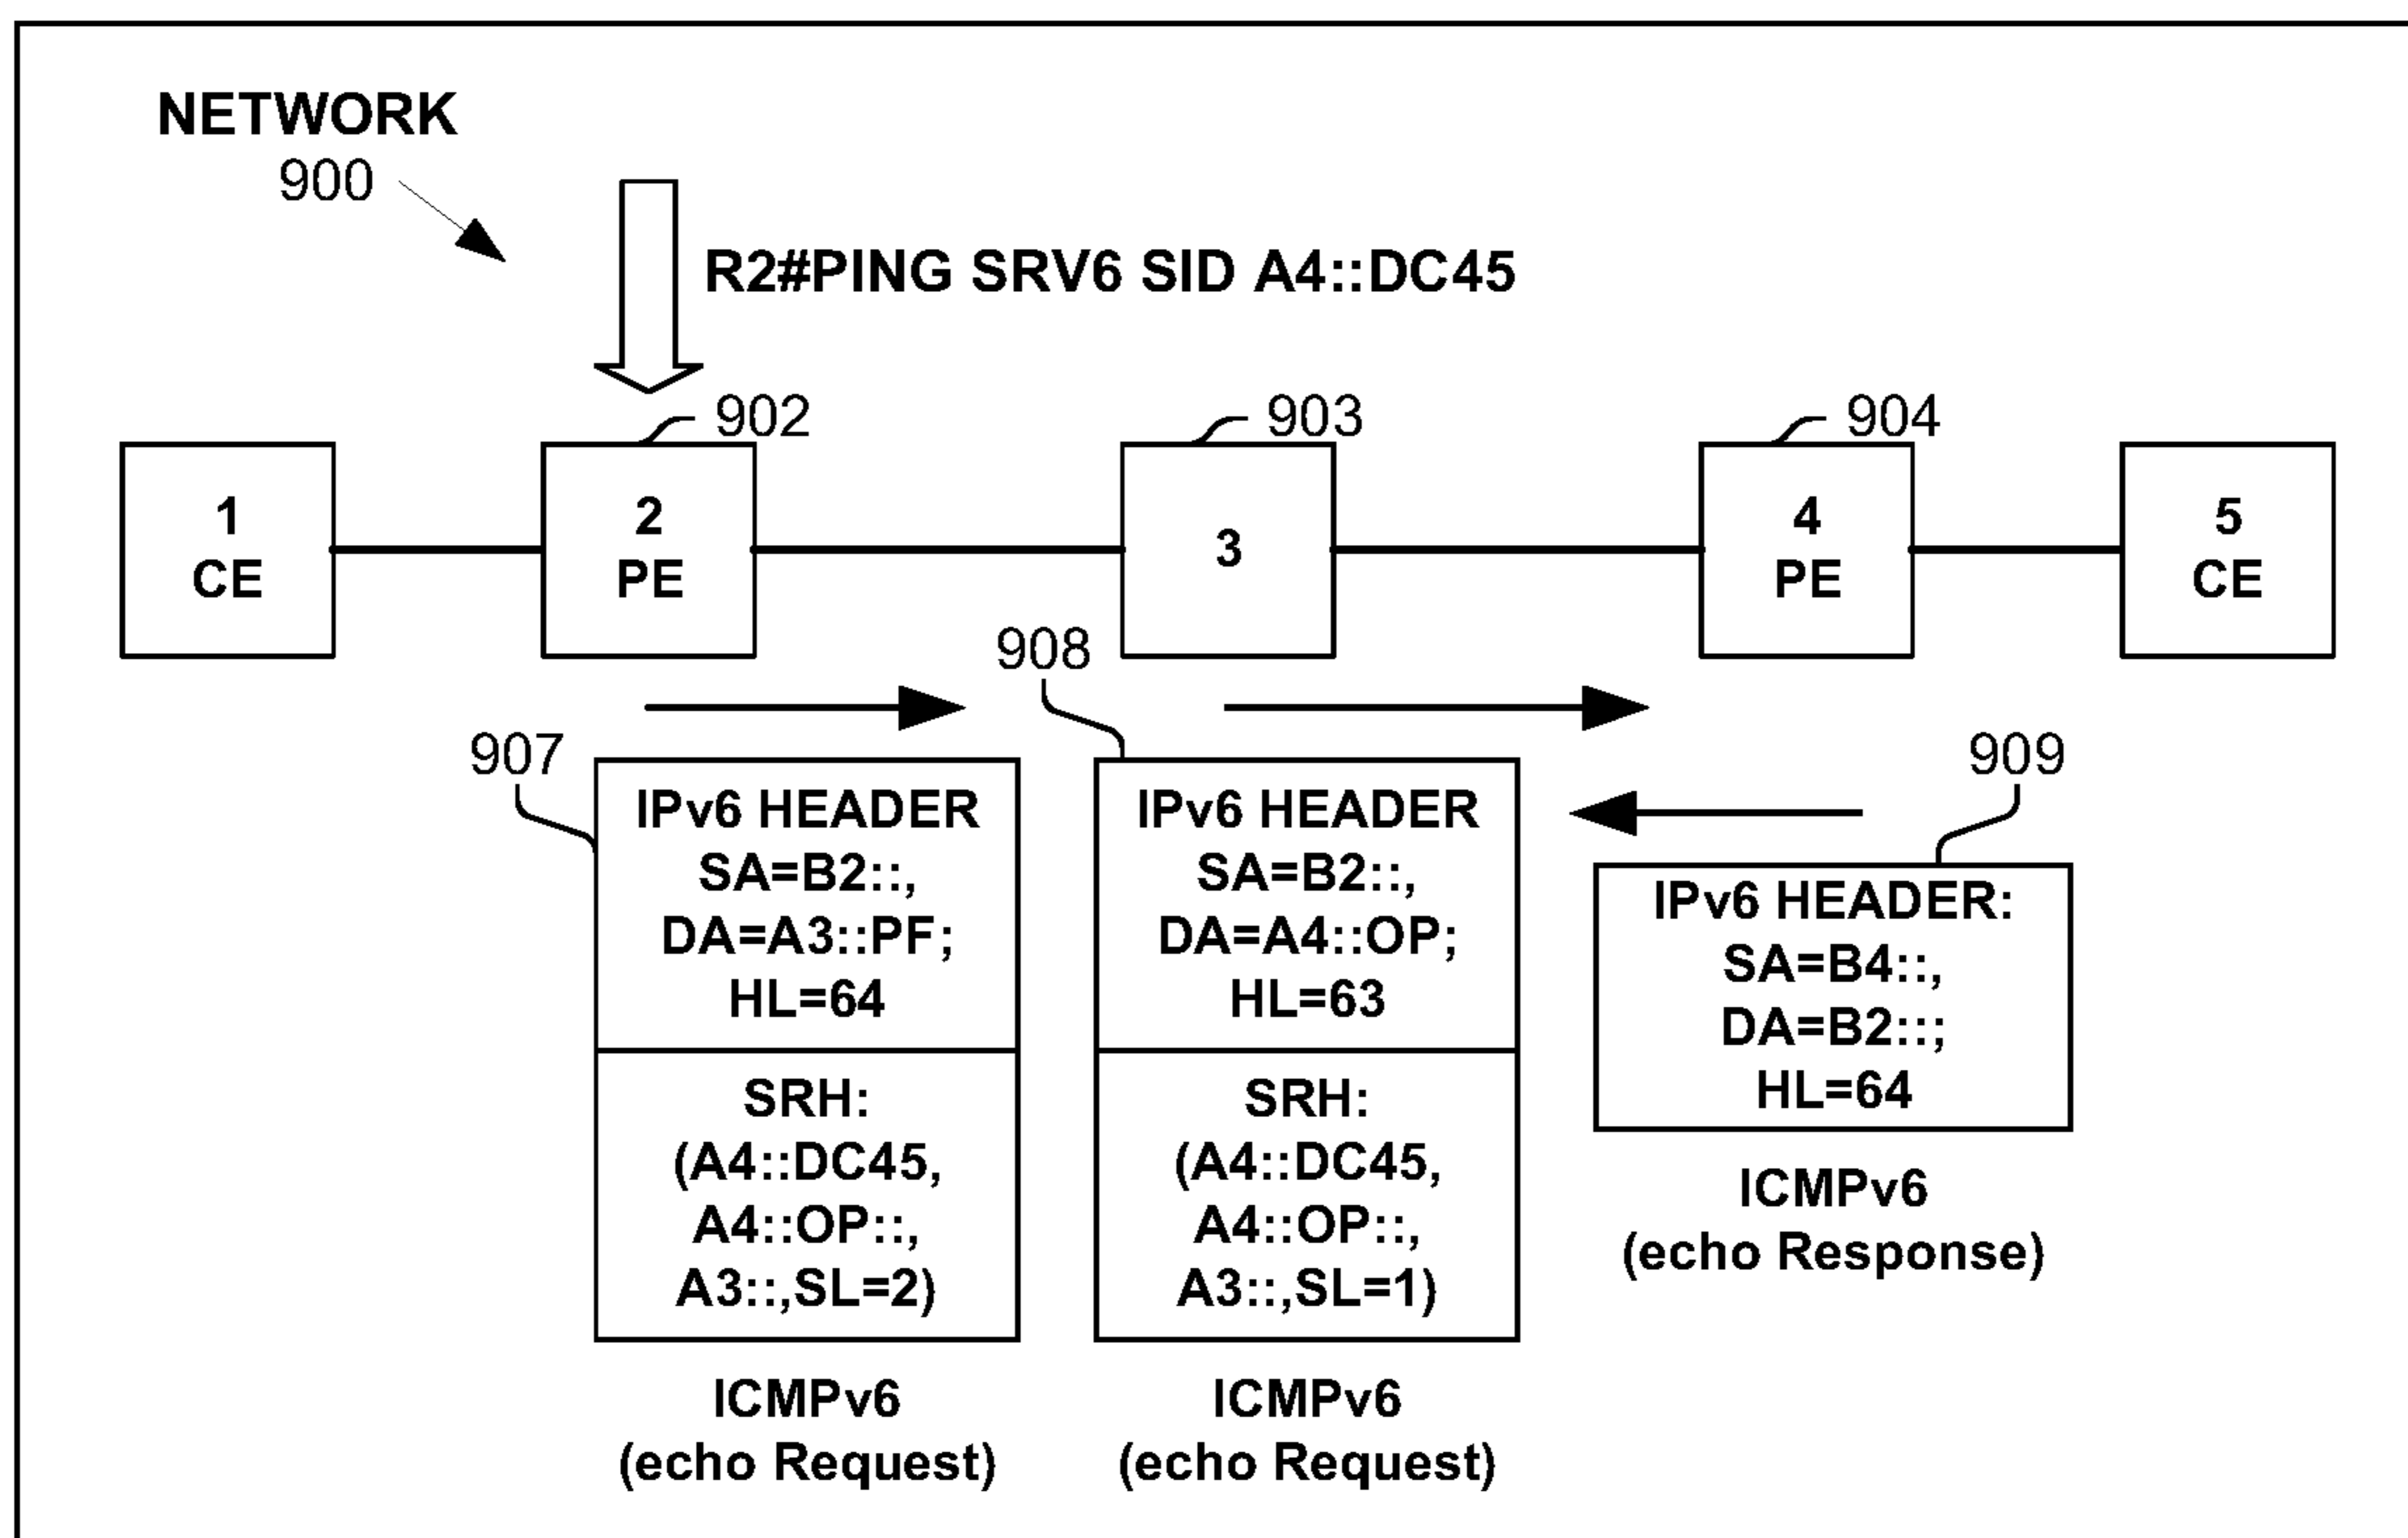 NETWORK
900
R2#PING SRV6 SID A4::DC45
902
903
904
1
CE
2
PE
3
4
PE
5
CE
908
907
909
IPv6 HEADER
SA=B2::,
DA=A3::PF;
HL=64
SRH:
(A4::DC45,
A4::OP::,
A3::,SL=2)
ICMPv6
(echo Request)
IPv6 HEADER
SA=B2::,
DA=A4::OP;
HL=63
SRH:
(A4::DC45,
A4::OP::,
A3::,SL=1)
ICMPv6
(echo Request)
IPv6 HEADER:
SA=B4::,
DA=B2:::;
HL=64
ICMPv6
(echo Response)